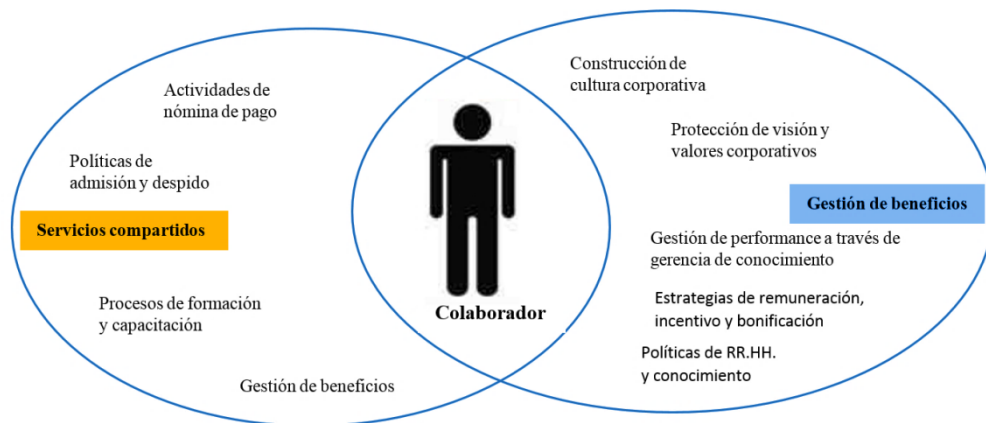 Actividades de
nómina de pago
Políticas de
admisión y despido
Servicios compartidos
Procesos de formación
y capacitación
Gestión de beneficios
Colaborador
Construcción de
cultura corporativa
Protección de visión y
valores corporativos
Gestión de beneficios
Gestión de performance a través de
gerencia de conocimiento
Estrategias de remuneración,
incentivo y bonificación
Políticas de RR.HH.
y conocimiento